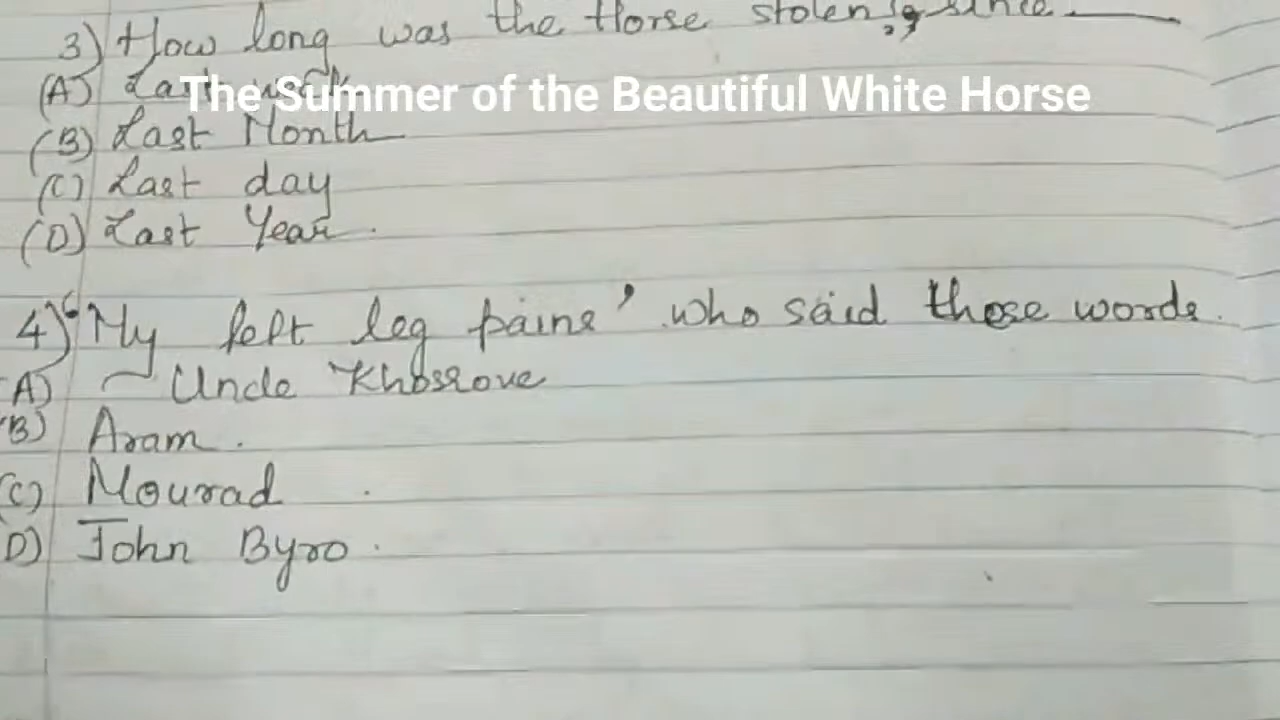 3) How long was the Horse stolen, since
(A) Last
The Summer of the Beautiful White Horse
(B) Last Month
(C) Last day
(D) Last Year.
4) "My left leg pains' who said these words.
A) Uncle Khosrove
(B) Aram.
(C) Mourad.
D) John Byro.